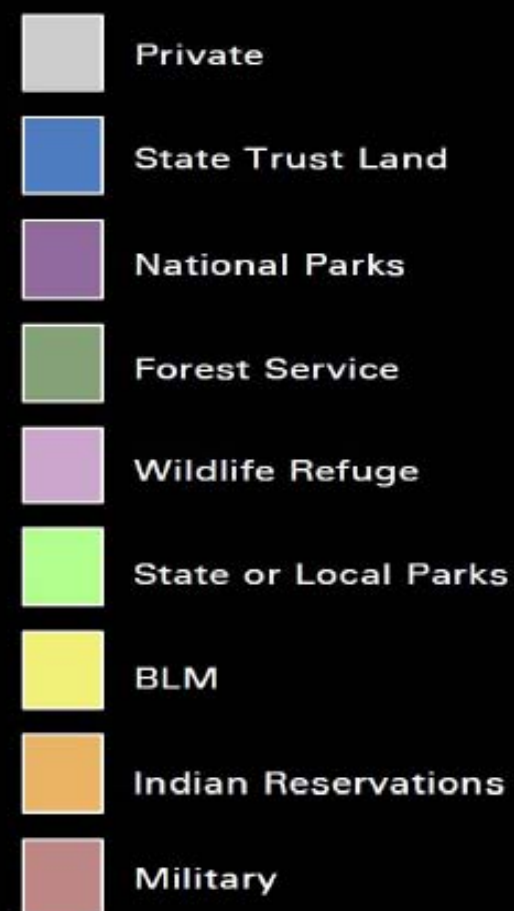 Private
State Trust Land
National Parks
Forest Service
Wildlife Refuge
State or Local Parks
BLM
Indian Reservations
Military